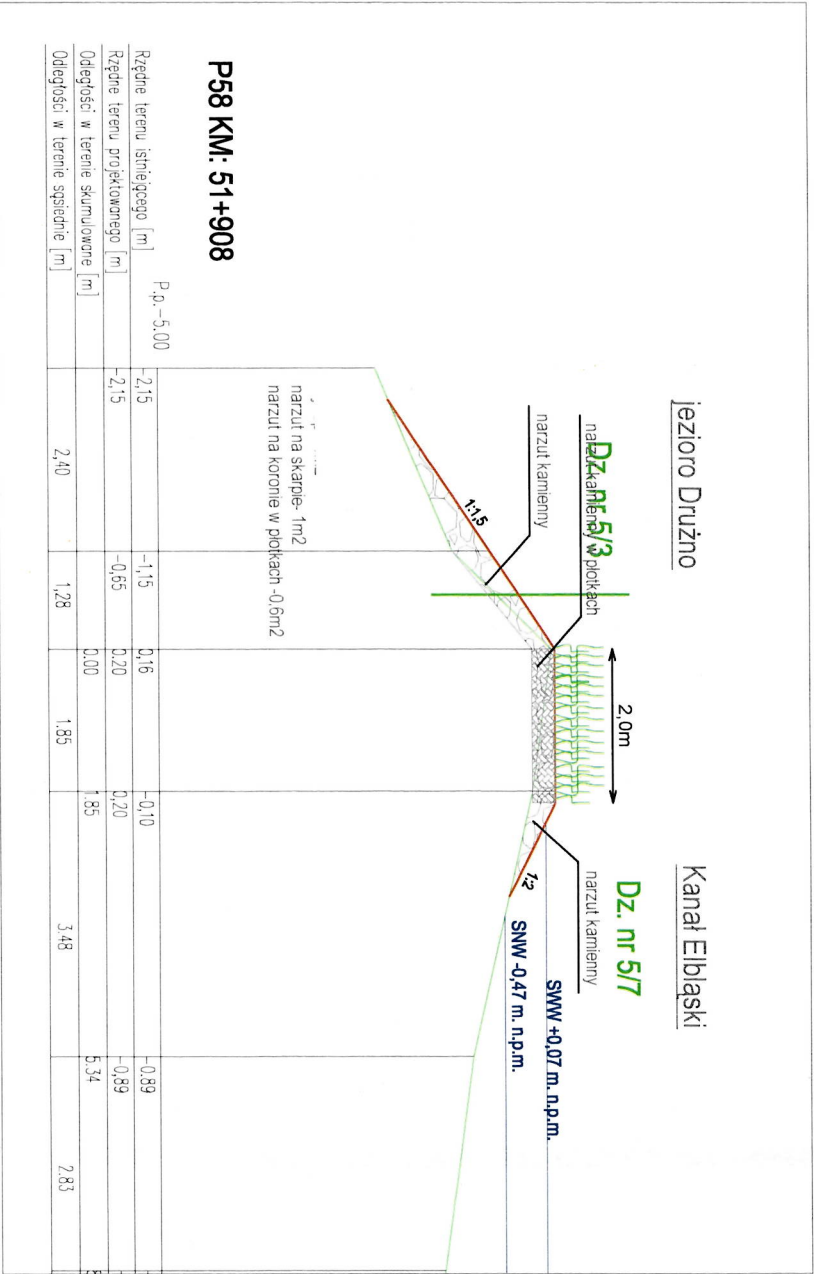 jezioro Drużno
Kanał Elbląski
Dz. nr 5/3
narzut kamienny w płotkach
narzut kamienny
2,0m
Dz. nr 5/7
narzut kamienny
1:1,5
1:2
SWW +0,07 m. n.p.m.
SNW -0,47 m. n.p.m.
narzut na skarpie- 1m2
narzut na koronie w płotkach -0.6m2
P58 KM: 51+908
P.p.-5.00
Rzędne terenu istniejącego [m] -2,15 -1,15 0,16 -0,10 -0.89
Rzędne terenu projektowanego [m] -2,15 -0,65 0.20 0,20 -0,89
Odległości w terenie skumulowane [m] 0.00 1.85 5.34
Odległości w terenie sąsiednie [m] 2,40 1,28 1.85 3.48 2.83